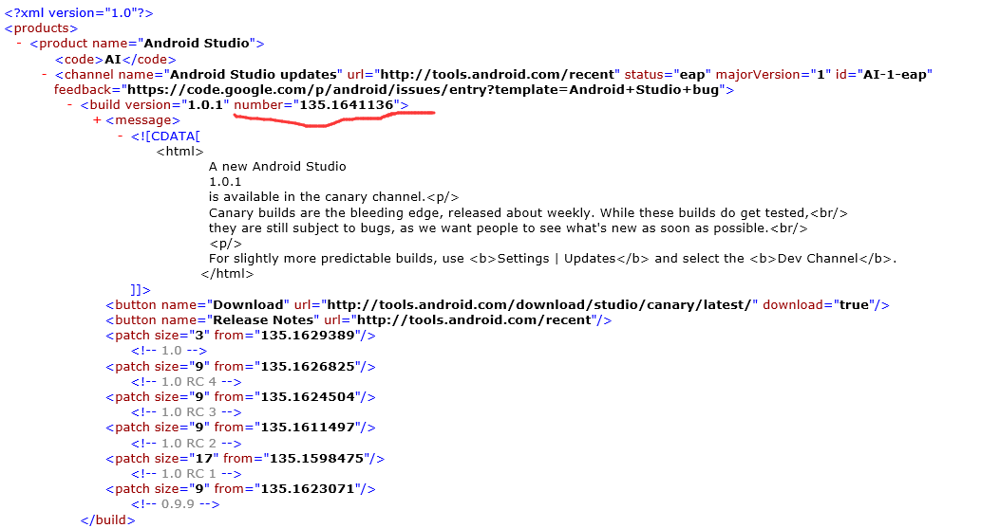 <?xml version="1.0"?>
<products>
- <product name="Android Studio">
<code>AI</code>
- <channel name="Android Studio updates" url="http://tools.android.com/recent" status="eap" majorVersion="1" id="AI-1-eap"
feedback="https://code.google.com/p/android/issues/entry?template=Android+Studio+bug">
- <build version="1.0.1" number="135.1641136">
+ <message>
- <![CDATA[
<html>
A new Android Studio
1.0.1
is available in the canary channel.<p/>
Canary builds are the bleeding edge, released about weekly. While these builds do get tested,<br/>
they are still subject to bugs, as we want people to see what's new as soon as possible.<br/>
<p/>
For slightly more predictable builds, use <b>Settings | Updates</b> and select the <b>Dev Channel</b>.
</html>
]]>
<button name="Download" url="http://tools.android.com/download/studio/canary/latest/" download="true"/>
<button name="Release Notes" url="http://tools.android.com/recent"/>
<patch size="3" from="135.1629389"/>
<!-- 1.0 -->
<patch size="9" from="135.1626825"/>
<!-- 1.0 RC 4 -->
<patch size="9" from="135.1624504"/>
<!-- 1.0 RC 3 -->
<patch size="9" from="135.1611497"/>
<!-- 1.0 RC 2 -->
<patch size="17" from="135.1598475"/>
<!-- 1.0 RC 1 -->
<patch size="9" from="135.1623071"/>
<!-- 0.9.9 -->
</build>